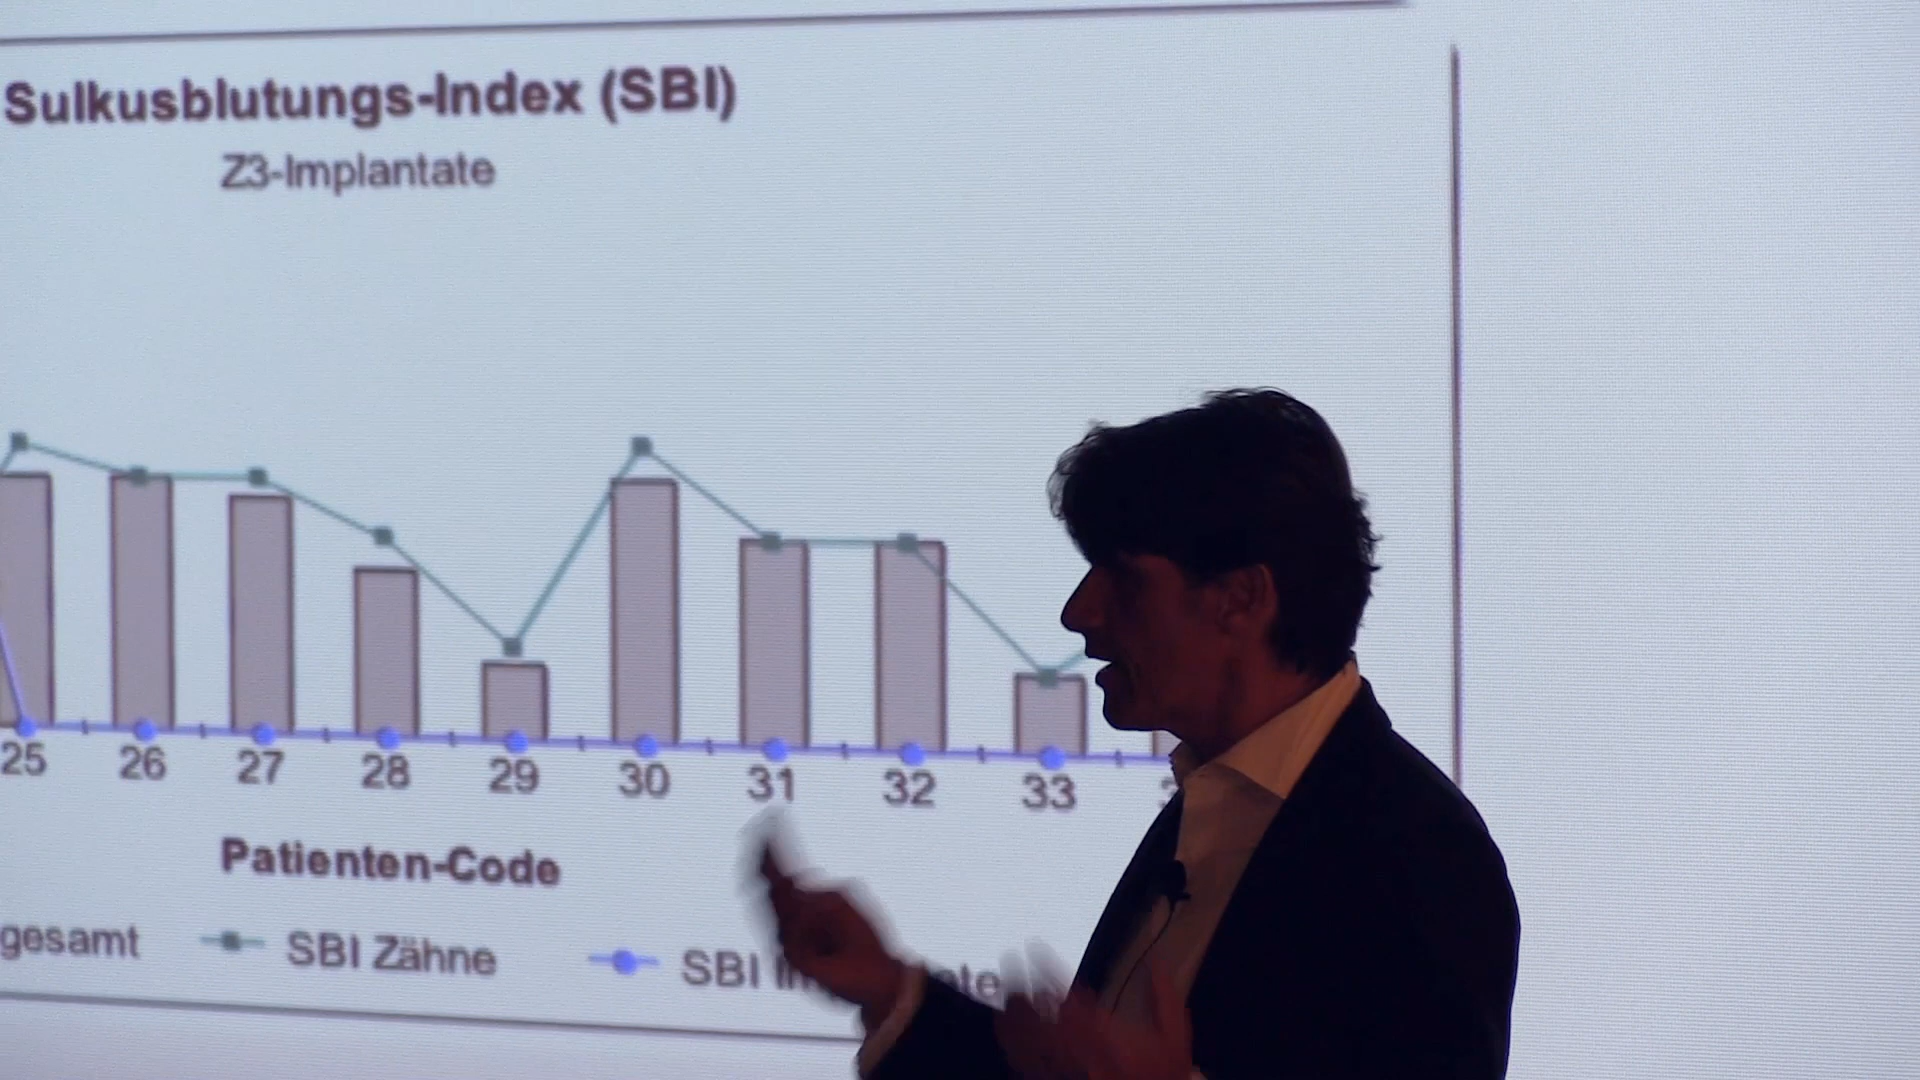 Sulkusblutungs-Index (SBI)
Z3-Implantate
25 26 27 28 29 30 31 32 33
Patienten-Code
gesamt SBI Zähne SBI